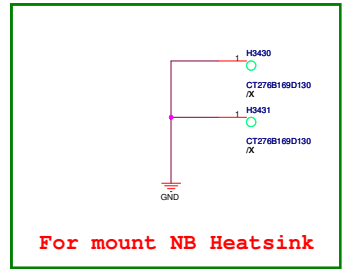 H3430
1
CT276B169D130
/X
H3431
1
CT276B169D130
/X
GND
For mount NB Heatsink